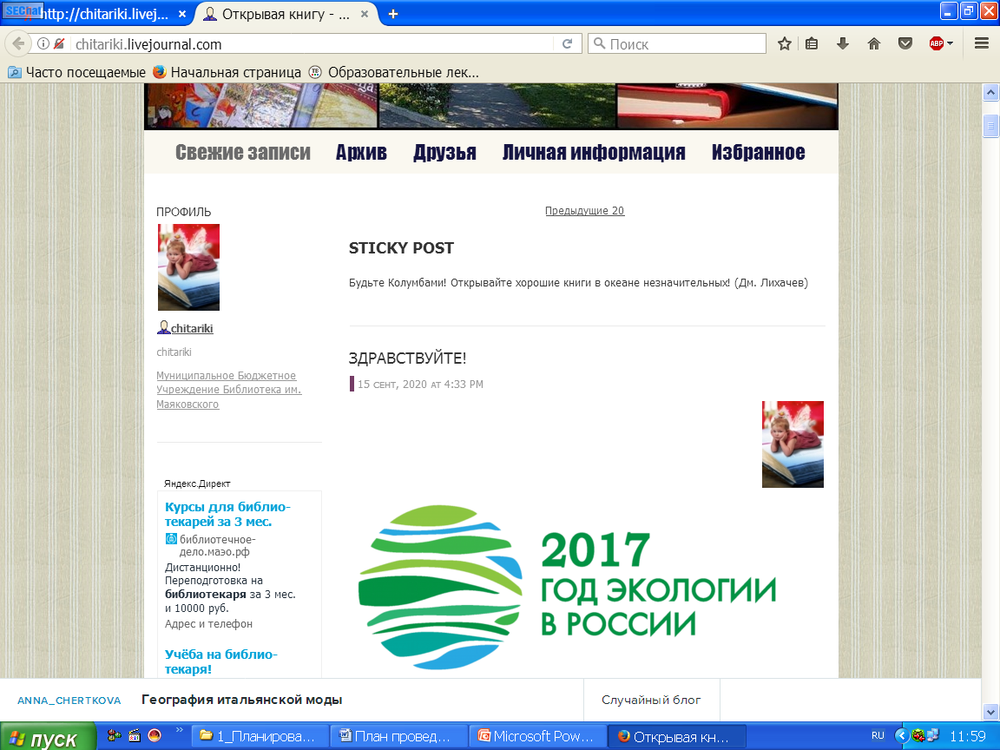 SEChat
http://chitariki.livej...
Открывая книгу - ...
chitariki.livejournal.com
Поиск
ABP
Часто посещаемые
Начальная страница
Образовательные лек...
Свежие записи
Архив
Друзья
Личная информация
Избранное
ПРОФИЛЬ
chitariki
chitariki
Муниципальное Бюджетное
Учреждение Библиотека им.
Маяковского
Яндекс.Директ
Курсы для библио-
текарей за 3 мес.
библиотечное-
дело.маэо.рф
Дистанционно!
Переподготовка на
библиотекаря за 3 мес.
и 10000 руб.
Адрес и телефон
Учёба на библио-
текаря!
Предыдущие 20
STICKY POST
Будьте Колумбами! Открывайте хорошие книги в океане незначительных! (Дм. Лихачев)
ЗДРАВСТВУЙТЕ!
15 СЕНТ, 2020 AT 4:33 PM
2017
ГОД ЭКОЛОГИИ
В РОССИИ
ANNA_CHERTKOVA
География итальянской моды
Случайный блог
пуск
1_Планирова...
План провед...
Microsoft Pow...
Открывая кн...
RU
11:59